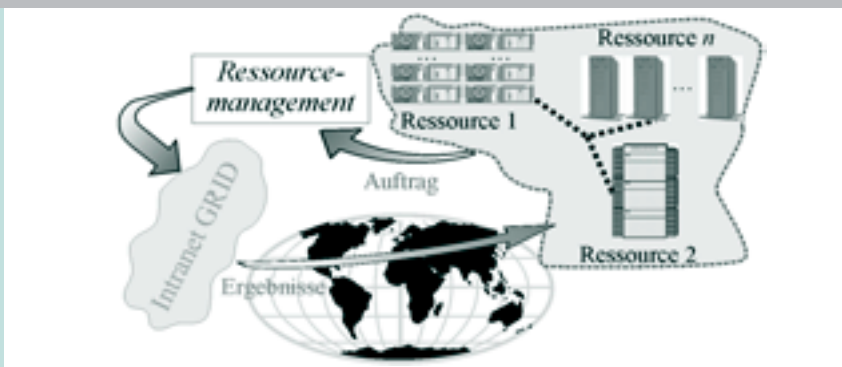 Ressource-
management
Ressource 1
Ressource n
Ressource 2
Auftrag
Intranet GRID
Ergebnisse